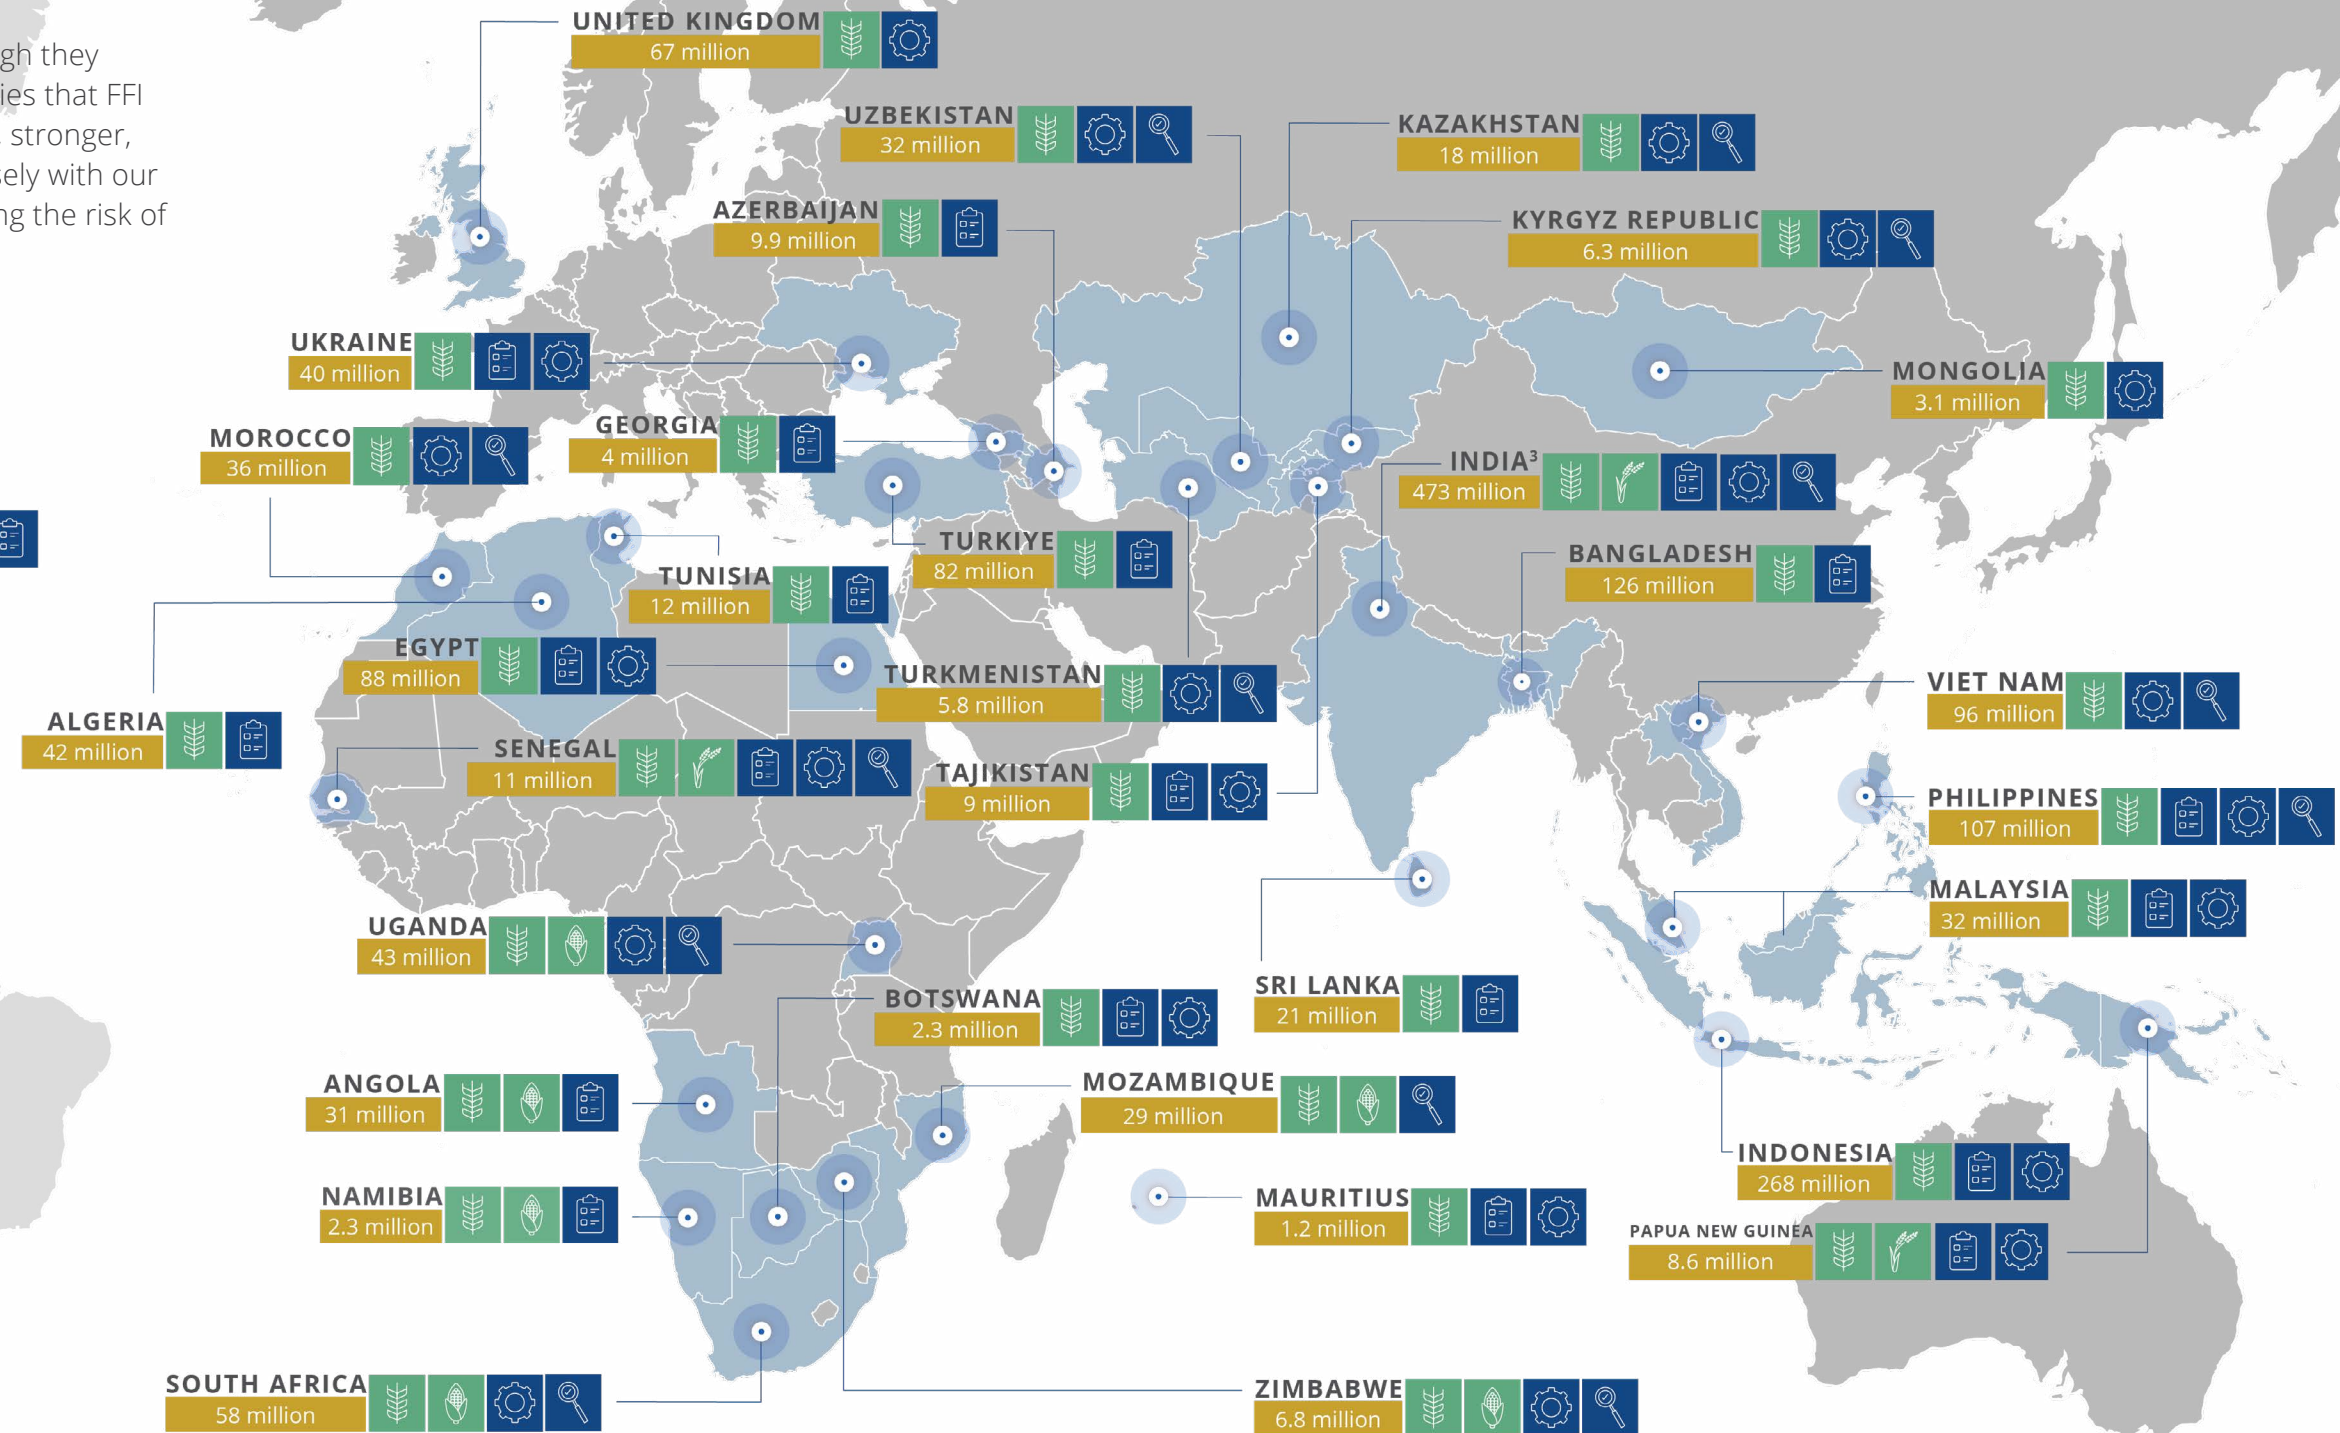 gh they
ies that FFI
stronger,
sely with our
ng the risk of
UNITED KINGDOM
67 million
UZBEKISTAN
32 million
KAZAKHSTAN
18 million
AZERBAIJAN
9.9 million
KYRGYZ REPUBLIC
6.3 million
UKRAINE
40 million
MONGOLIA
3.1 million
GEORGIA
4 million
MOROCCO
36 million
INDIA³
473 million
TURKIYE
82 million
BANGLADESH
126 million
TUNISIA
12 million
EGYPT
88 million
TURKMENISTAN
5.8 million
VIET NAM
96 million
ALGERIA
42 million
SENEGAL
11 million
TAJIKISTAN
9 million
PHILIPPINES
107 million
MALAYSIA
32 million
UGANDA
43 million
SRI LANKA
21 million
BOTSWANA
2.3 million
ANGOLA
31 million
MOZAMBIQUE
29 million
INDONESIA
268 million
NAMIBIA
2.3 million
MAURITIUS
1.2 million
PAPUA NEW GUINEA
8.6 million
SOUTH AFRICA
58 million
ZIMBABWE
6.8 million